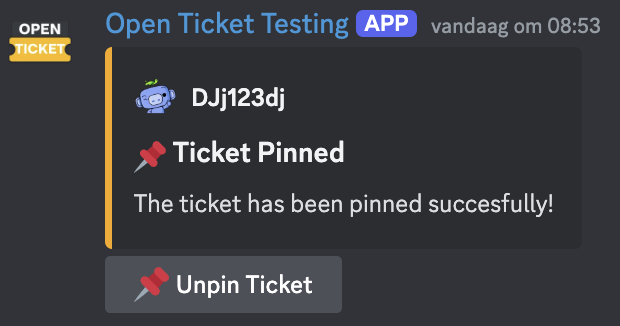 OPEN
TICKET
Open Ticket Testing APP vandaag om 08:53
DJj123dj
📌 Ticket Pinned
The ticket has been pinned succesfully!
📌 Unpin Ticket